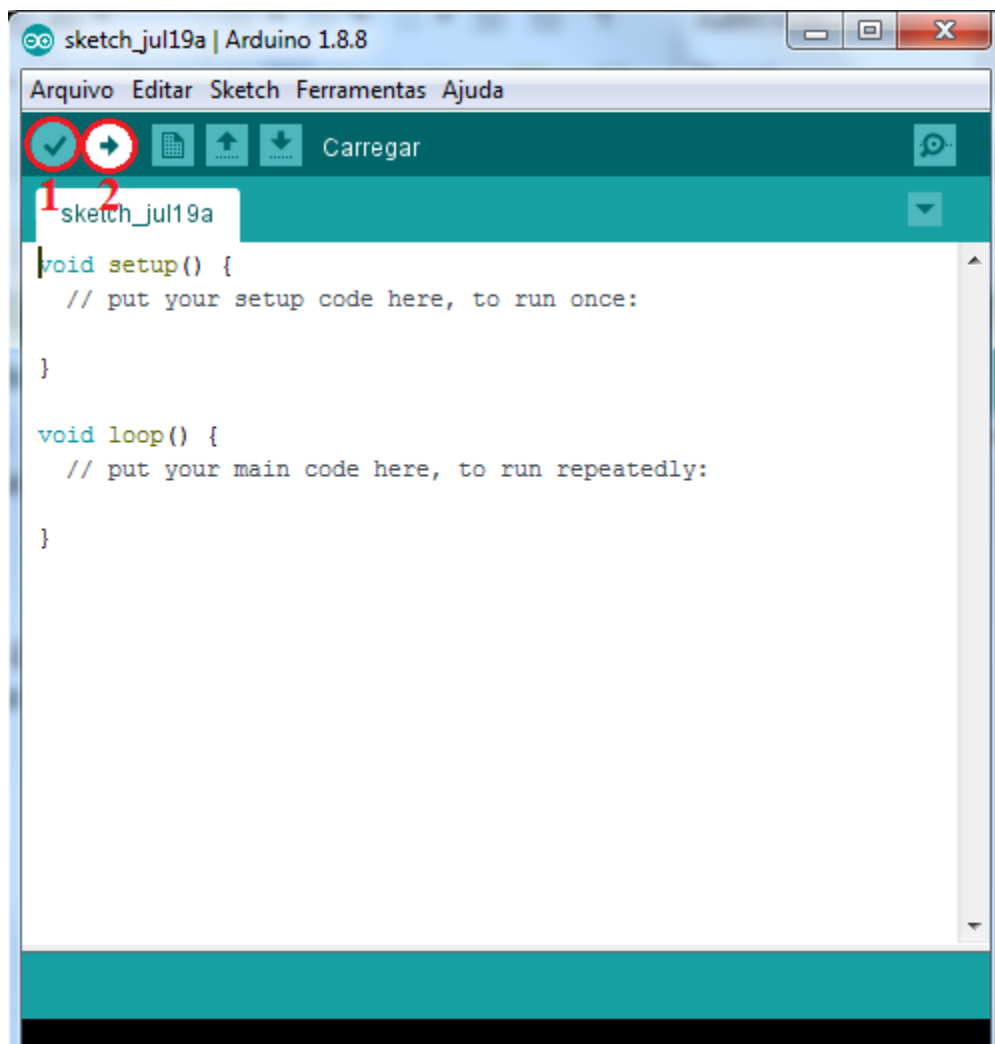 sketch_jul19a | Arduino 1.8.8
Arquivo Editar Sketch Ferramentas Ajuda
Carregar
1 2
sketch_jul19a
void setup() {
  // put your setup code here, to run once:
}
void loop() {
  // put your main code here, to run repeatedly:
}